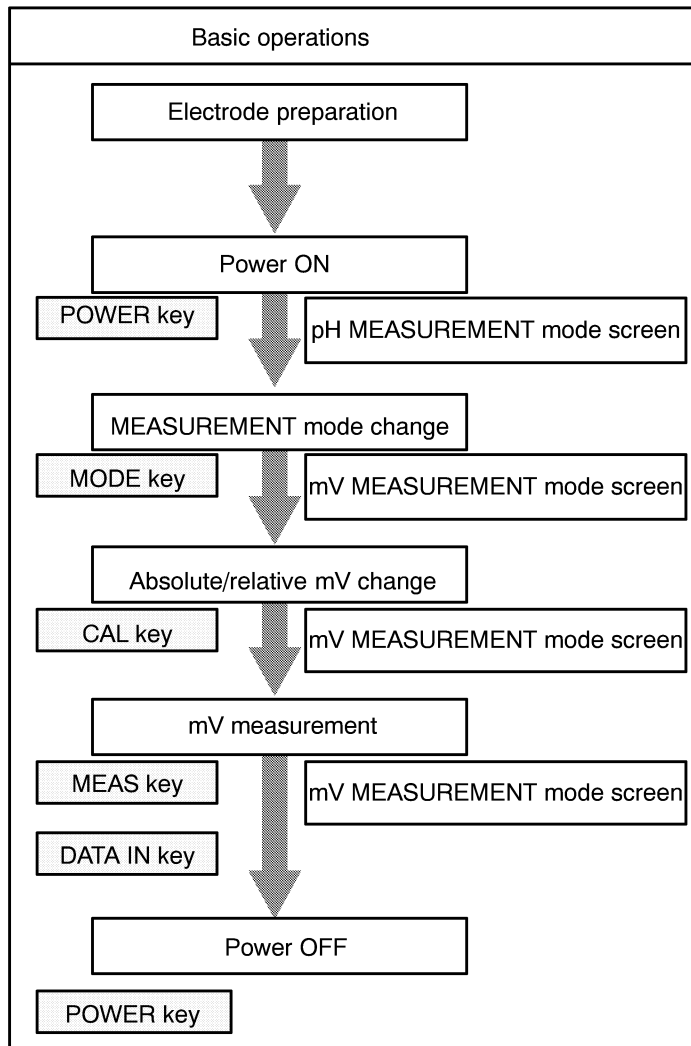 Basic operations
Electrode preparation
Power ON
POWER key
pH MEASUREMENT mode screen
MEASUREMENT mode change
MODE key
mV MEASUREMENT mode screen
Absolute/relative mV change
CAL key
mV MEASUREMENT mode screen
mV measurement
MEAS key
mV MEASUREMENT mode screen
DATA IN key
Power OFF
POWER key